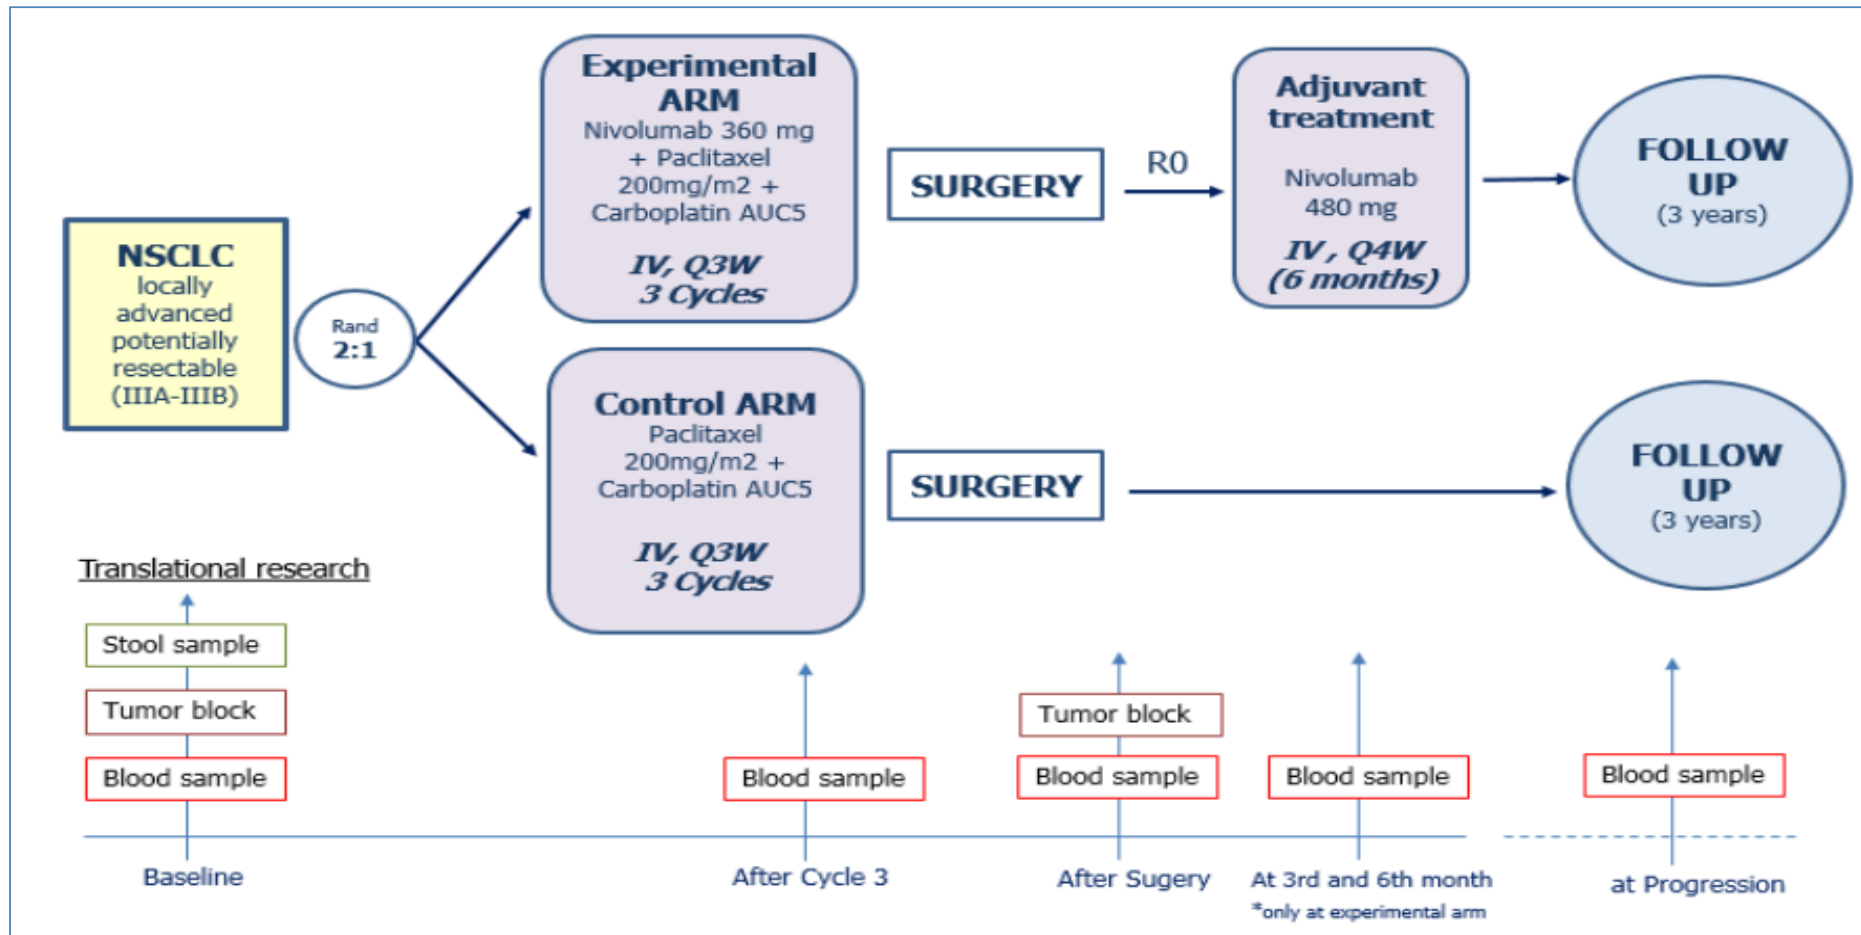 NSCLC
locally
advanced
potentially
resectable
(IIIA-IIIB)
Rand
2:1
Experimental
ARM
Nivolumab 360 mg
+ Paclitaxel
200mg/m2 +
Carboplatin AUC5
IV, Q3W
3 Cycles
SURGERY
R0
Adjuvant
treatment
Nivolumab
480 mg
IV , Q4W
(6 months)
FOLLOW
UP
(3 years)
Control ARM
Paclitaxel
200mg/m2 +
Carboplatin AUC5
IV, Q3W
3 Cycles
SURGERY
FOLLOW
UP
(3 years)
Translational research
Stool sample
Tumor block
Blood sample
Baseline
Blood sample
After Cycle 3
Tumor block
Blood sample
After Sugery
Blood sample
At 3rd and 6th month
*only at experimental arm
Blood sample
at Progression